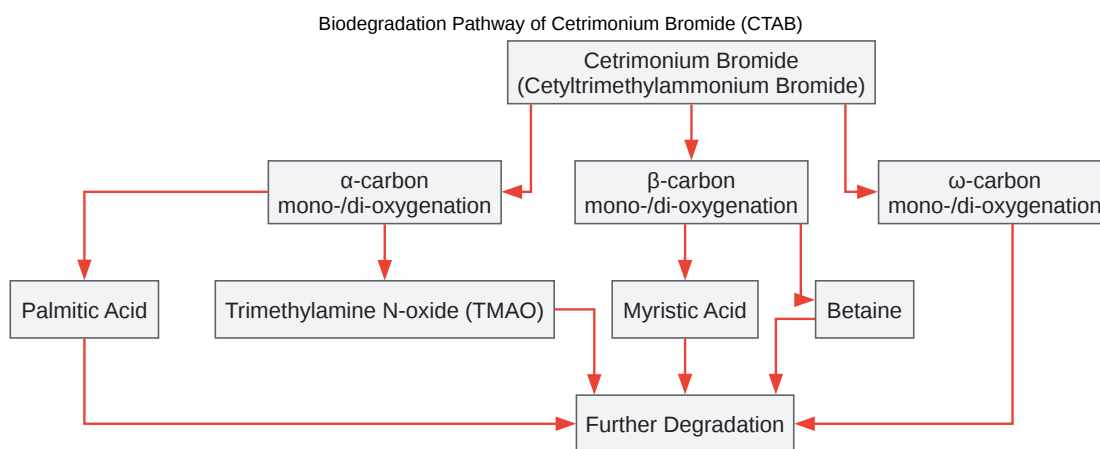 Biodegradation Pathway of Cetrimonium Bromide (CTAB)
Cetrimonium Bromide
(Cetyltrimethylammonium Bromide)
α-carbon
mono-/di-oxygenation
β-carbon
mono-/di-oxygenation
ω-carbon
mono-/di-oxygenation
Palmitic Acid
Trimethylamine N-oxide (TMAO)
Myristic Acid
Betaine
Further Degradation